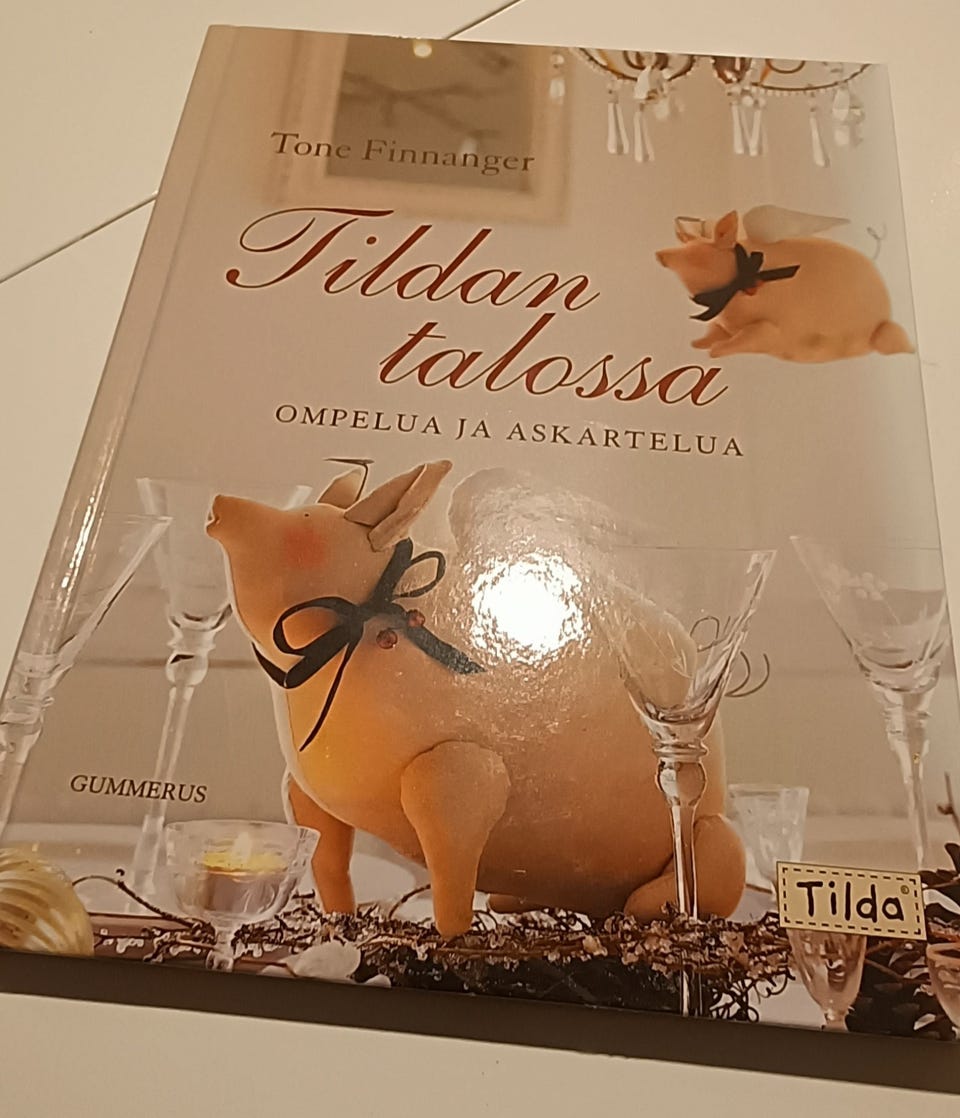 Tone Finnanger
Tildan
talossa
OMPELUA JA ASKARTELUA
GUMMERUS
Tilda©